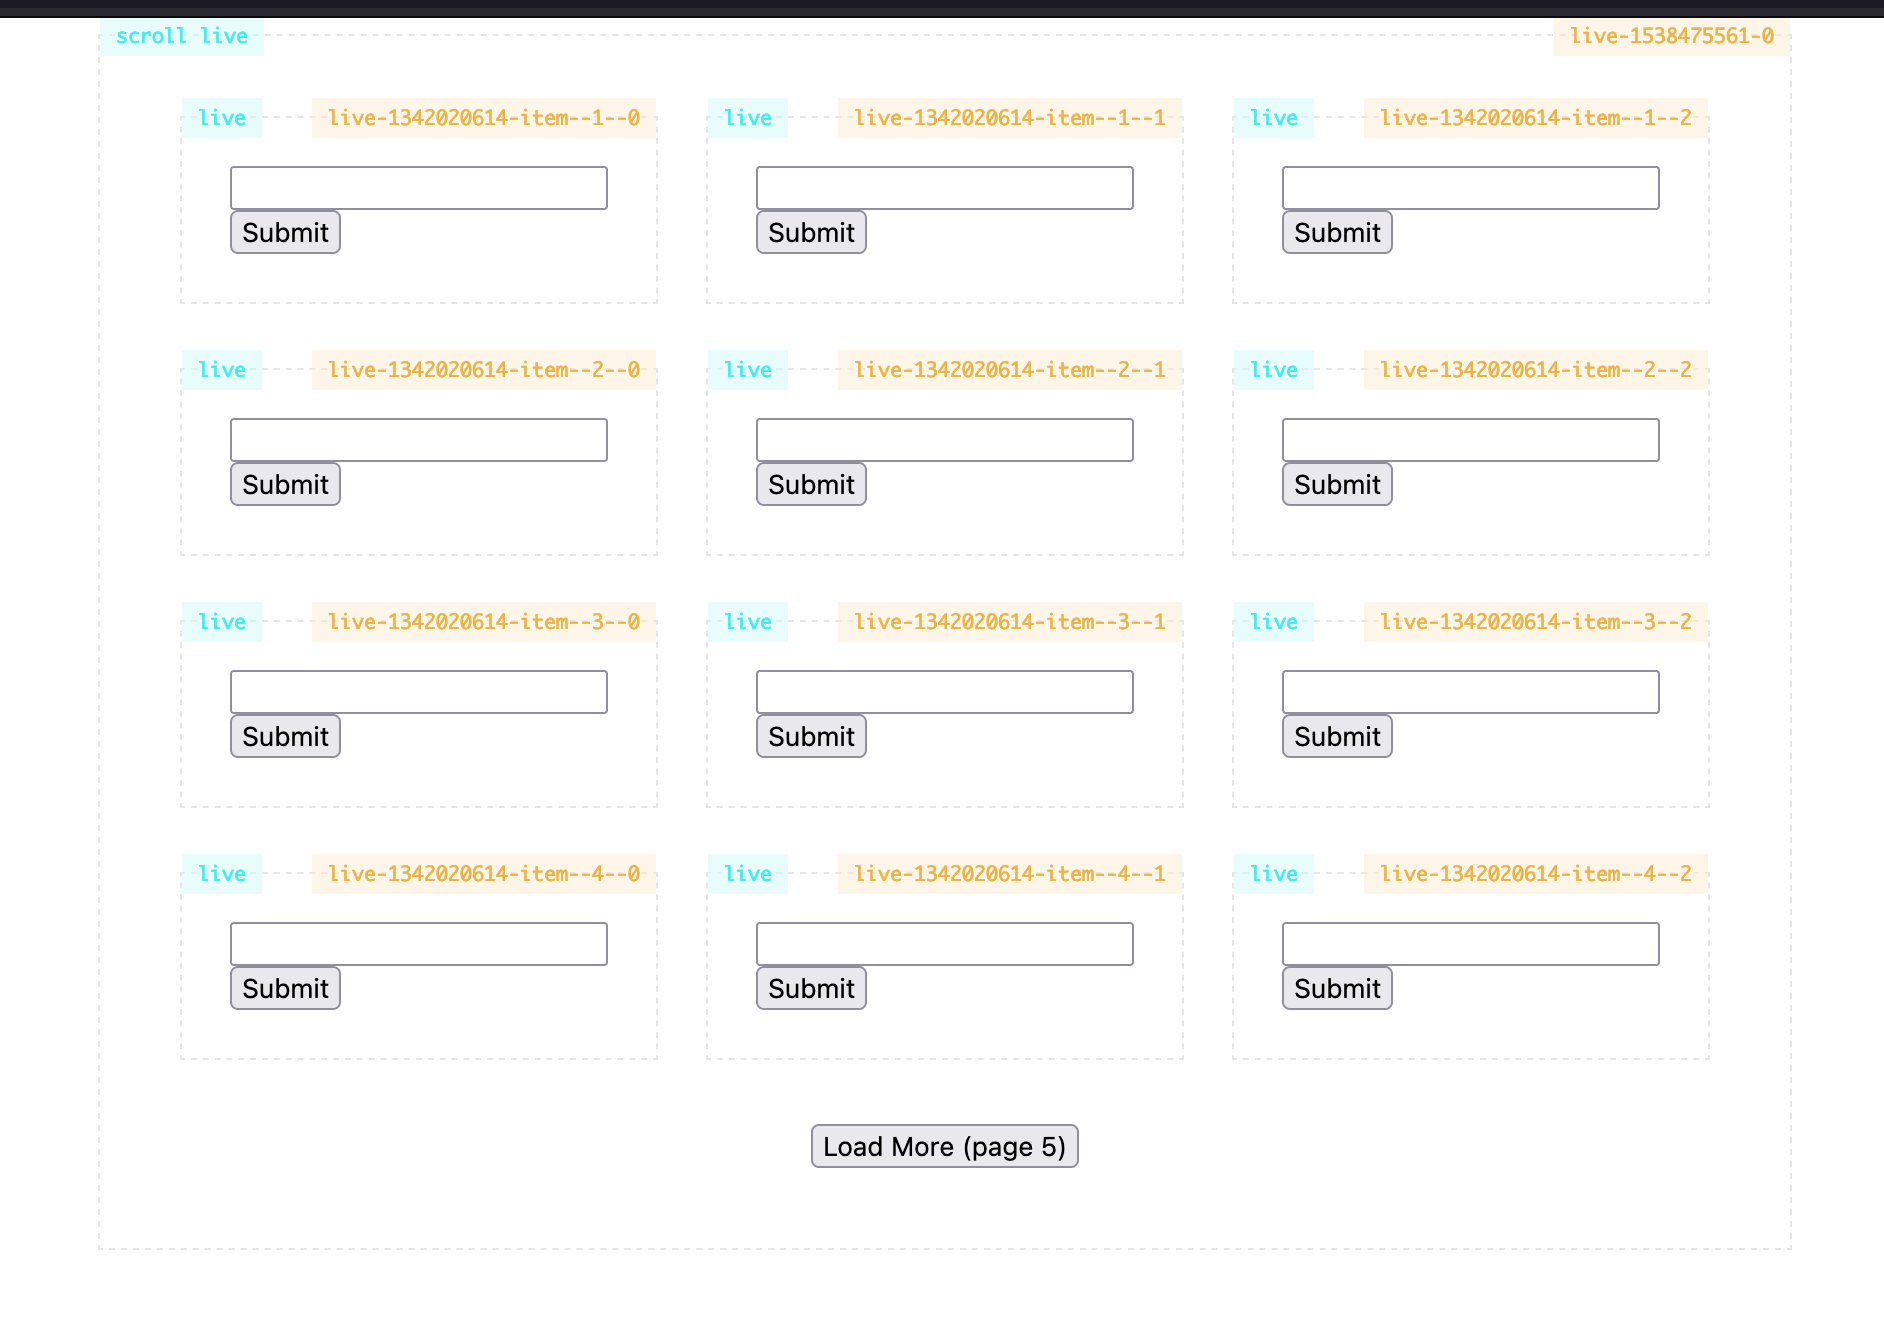 scroll live live-1538475561-0
live live-1342020614-item--1--0 live live-1342020614-item--1--1 live live-1342020614-item--1--2
Submit Submit Submit
live live-1342020614-item--2--0 live live-1342020614-item--2--1 live live-1342020614-item--2--2
Submit Submit Submit
live live-1342020614-item--3--0 live live-1342020614-item--3--1 live live-1342020614-item--3--2
Submit Submit Submit
live live-1342020614-item--4--0 live live-1342020614-item--4--1 live live-1342020614-item--4--2
Submit Submit Submit
Load More (page 5)